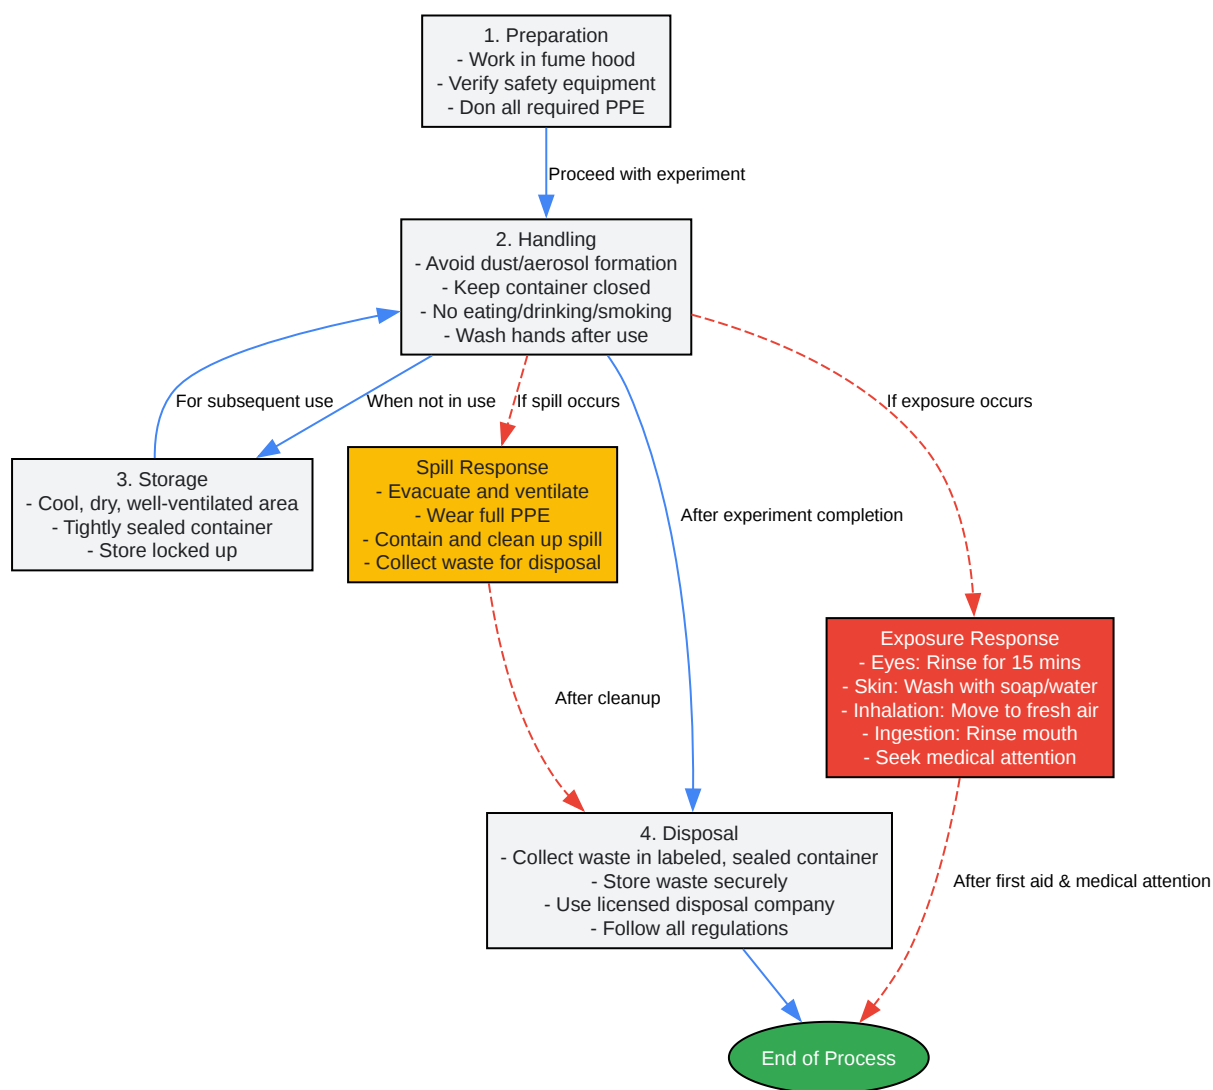 1. Preparation
- Work in fume hood
- Verify safety equipment
- Don all required PPE
Proceed with experiment
2. Handling
- Avoid dust/aerosol formation
- Keep container closed
- No eating/drinking/smoking
- Wash hands after use
For subsequent use
When not in use
If spill occurs
If exposure occurs
3. Storage
- Cool, dry, well-ventilated area
- Tightly sealed container
- Store locked up
Spill Response
- Evacuate and ventilate
- Wear full PPE
- Contain and clean up spill
- Collect waste for disposal
After experiment completion
Exposure Response
- Eyes: Rinse for 15 mins
- Skin: Wash with soap/water
- Inhalation: Move to fresh air
- Ingestion: Rinse mouth
- Seek medical attention
After cleanup
4. Disposal
- Collect waste in labeled, sealed container
- Store waste securely
- Use licensed disposal company
- Follow all regulations
After first aid & medical attention
End of Process